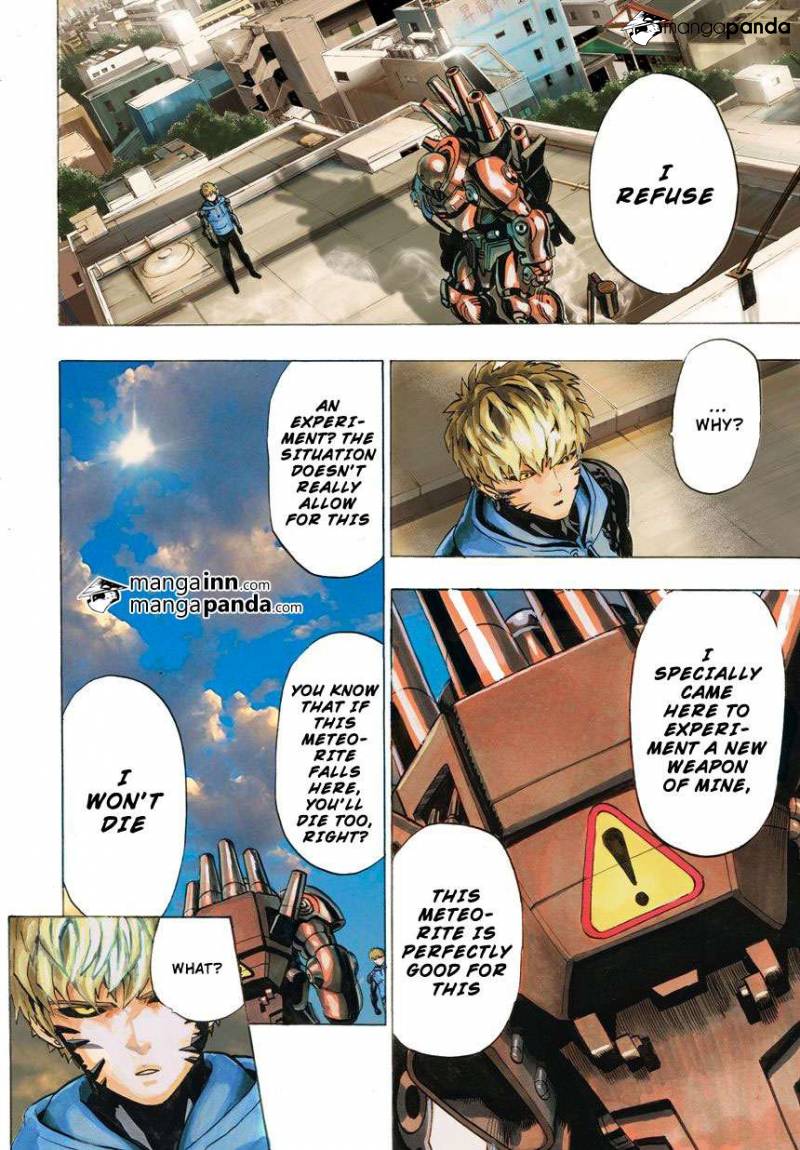 mangapanda
I
REFUSE
...
WHY?
I
SPECIALLY
CAME
HERE TO
EXPERI-
MENT A NEW
WEAPON
OF MINE,
THIS
METEO-
RITE IS
PERFECTLY
GOOD FOR
THIS
!
AN
EXPERI-
MENT? THE
SITUATION
DOESN'T
REALLY
ALLOW
FOR THIS
mangainn.com
mangapanda.com
YOU KNOW
THAT IF
THIS
METEO-
RITE
FALLS
HERE,
YOU'LL
DIE TOO,
RIGHT?
I
WON'T
DIE
WHAT?